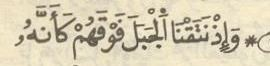 * وَإِذْ نَتَقْنَا الْجَبَلَ فَوْقَهُمْ كَأَنَّهُ